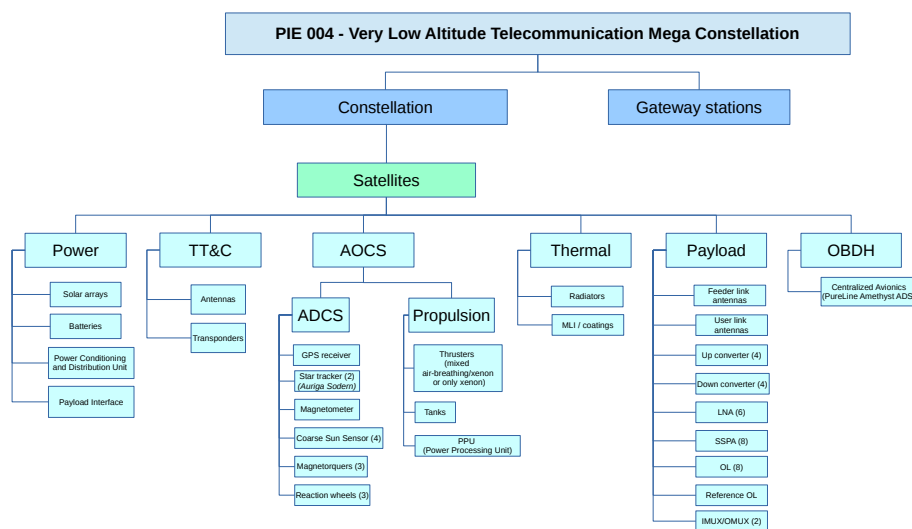 PIE 004 - Very Low Altitude Telecommunication Mega Constellation
Constellation
Gateway stations
Satellites
Power
TT&C
AOCS
Thermal
Payload
OBDH
Solar arrays
Batteries
Power Conditioning
and Distribution Unit
Payload Interface
Antennas
Transponders
ADCS
GPS receiver
Star tracker (2)
(Auriga Sodern)
Magnetometer
Coarse Sun Sensor (4)
Magnetorquers (3)
Reaction wheels (3)
Propulsion
Thrusters
(mixed
air-breathing/xenon
or only xenon)
Tanks
PPU
(Power Processing Unit)
Radiators
MLI / coatings
Feeder link
antennas
User link
antennas
Up converter (4)
Down converter (4)
LNA (6)
SSPA (8)
OL (8)
Reference OL
IMUX/OMUX (2)
Centralized Avionics
(PureLine Amethyst ADS